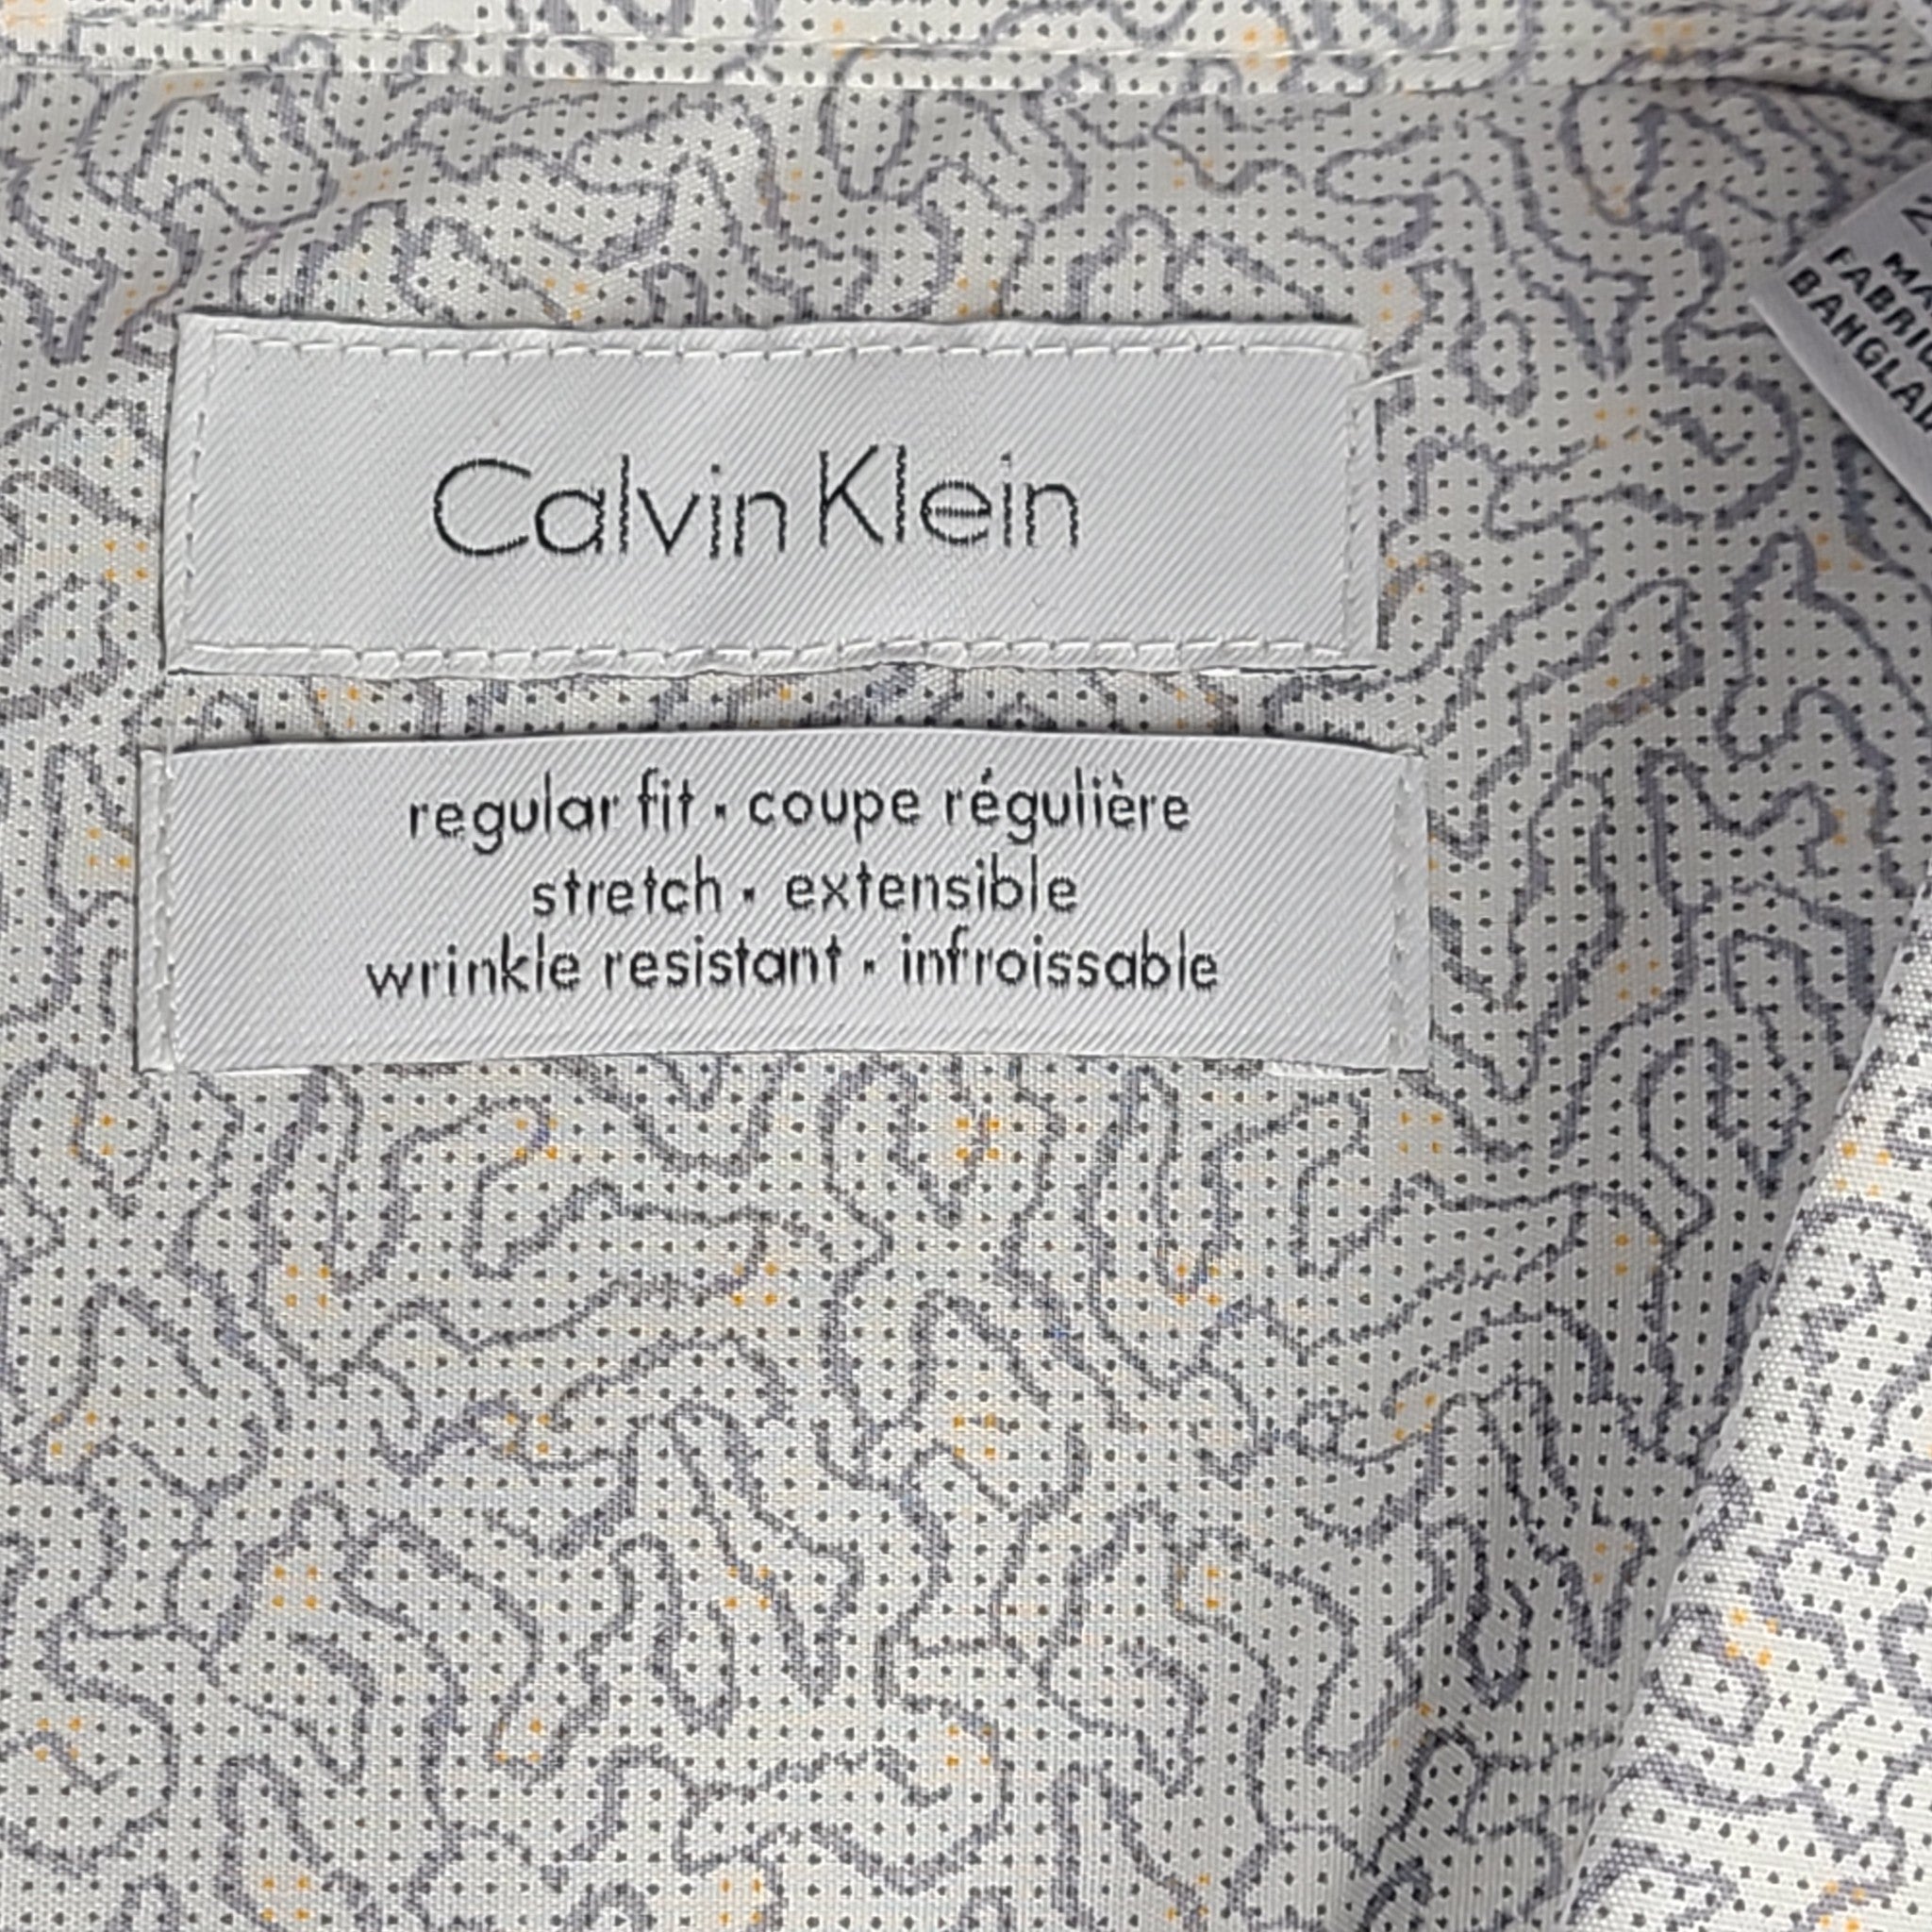 Calvin Klein
regular fit • coupe régulière
stretch • extensible
wrinkle resistant • infroissable